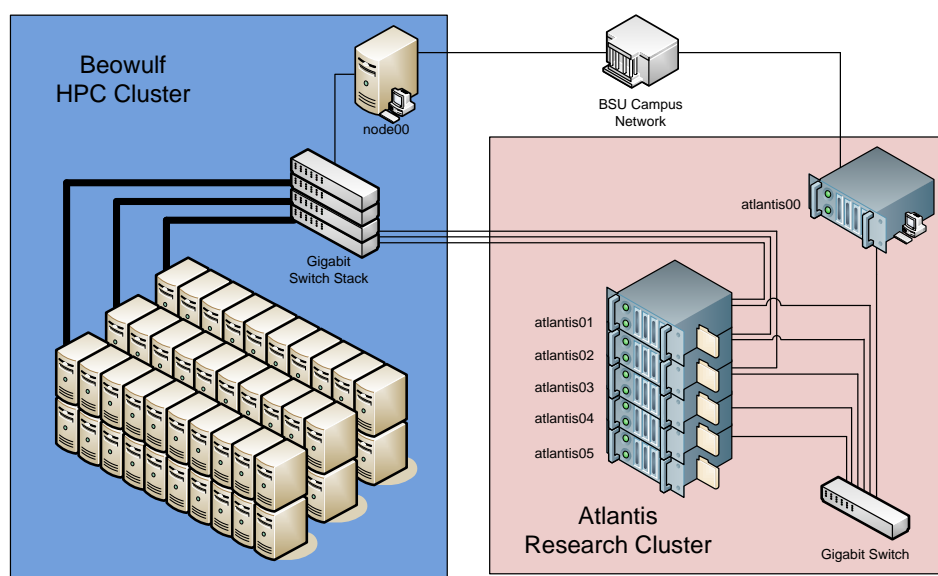 Beowulf
HPC Cluster
node00
BSU Campus
Network
atlantis00
Gigabit
Switch Stack
atlantis01
atlantis02
atlantis03
atlantis04
atlantis05
Atlantis
Research Cluster
Gigabit Switch